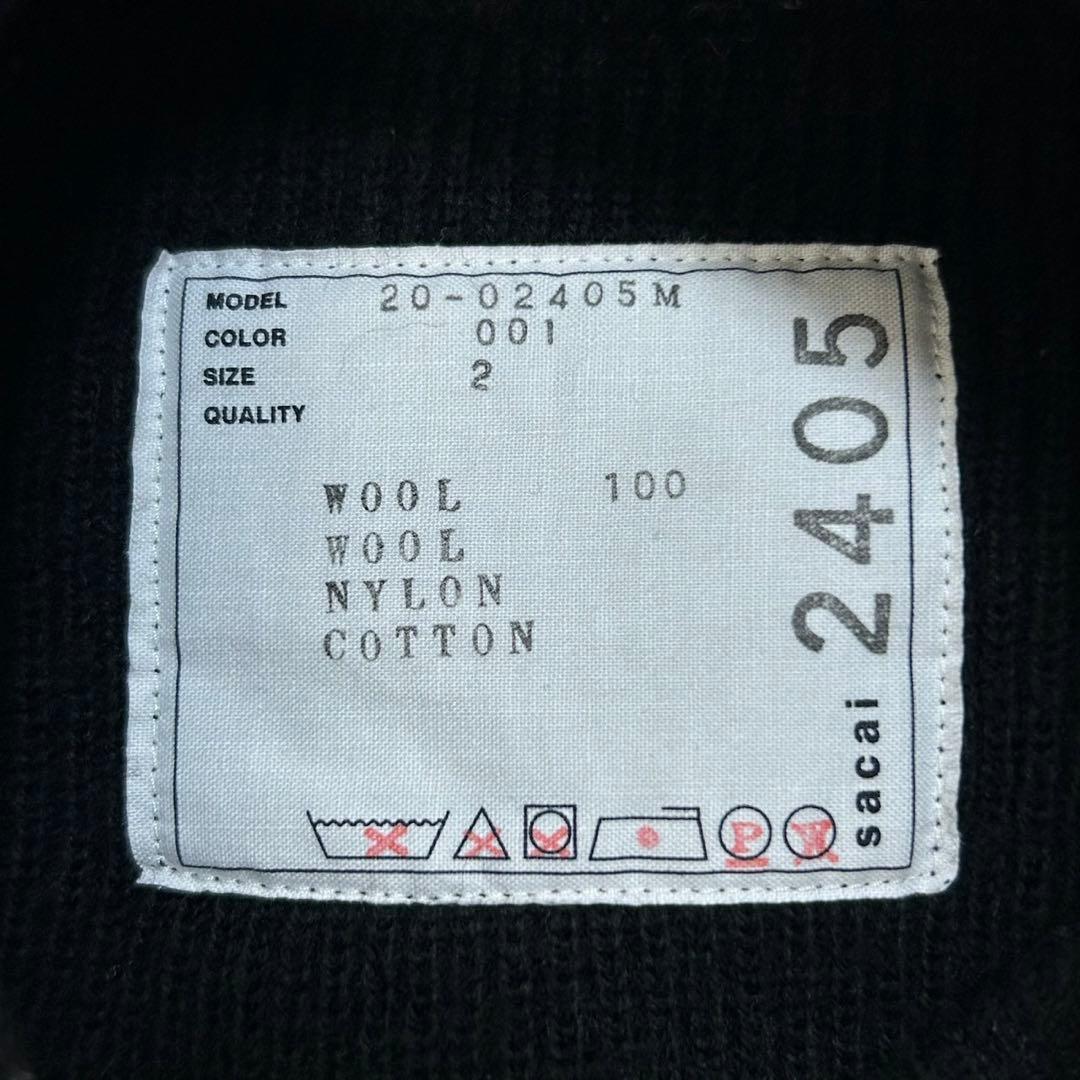 MODEL 20-02405M
COLOR 001
SIZE 2
QUALITY
WOOL 100
WOOL
NYLON
COTTON
P
W
sacai 2405